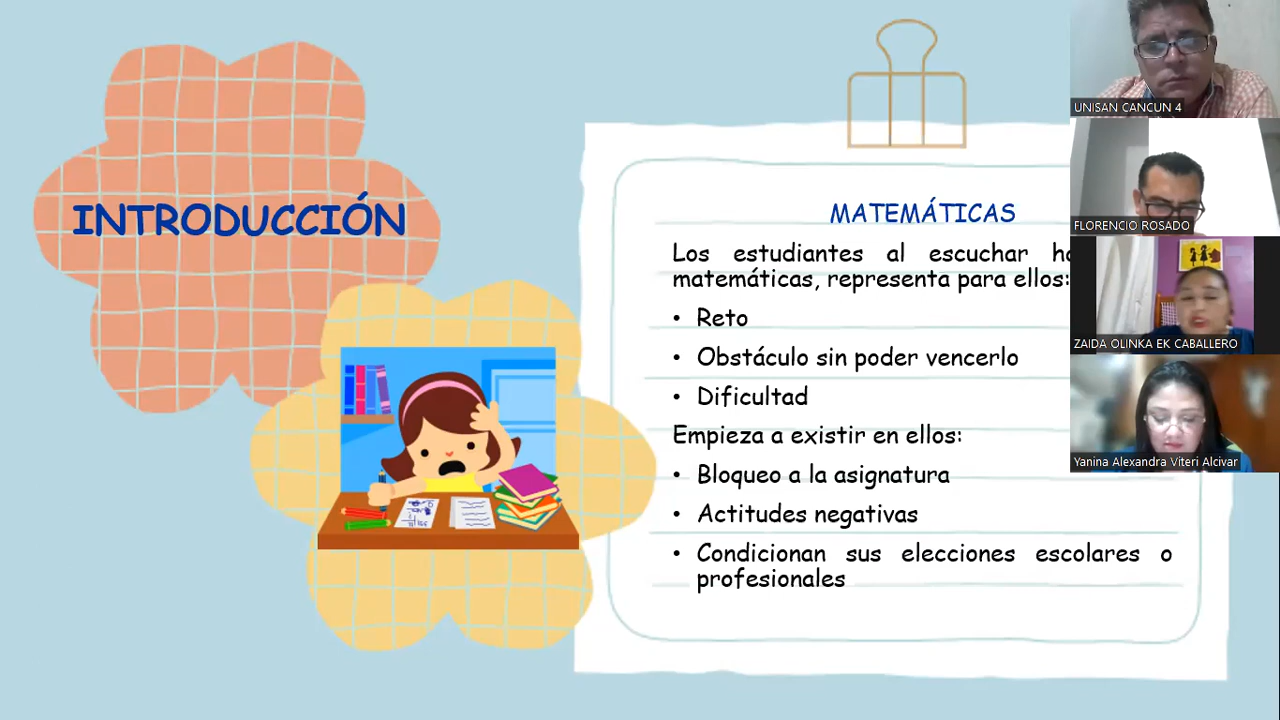 INTRODUCCIÓN
MATEMÁTICAS
Los estudiantes al escuchar
matemáticas, representa para ellos:
• Reto
• Obstáculo sin poder vencerlo
• Dificultad
Empieza a existir en ellos:
• Bloqueo a la asignatura
• Actitudes negativas
• Condicionan sus elecciones escolares o
profesionales
UNISAN CANCUN 4
FLORENCIO ROSADO
ZAIDA OLINKA EK CABALLERO
Yanina Alexandra Viteri Alcivar